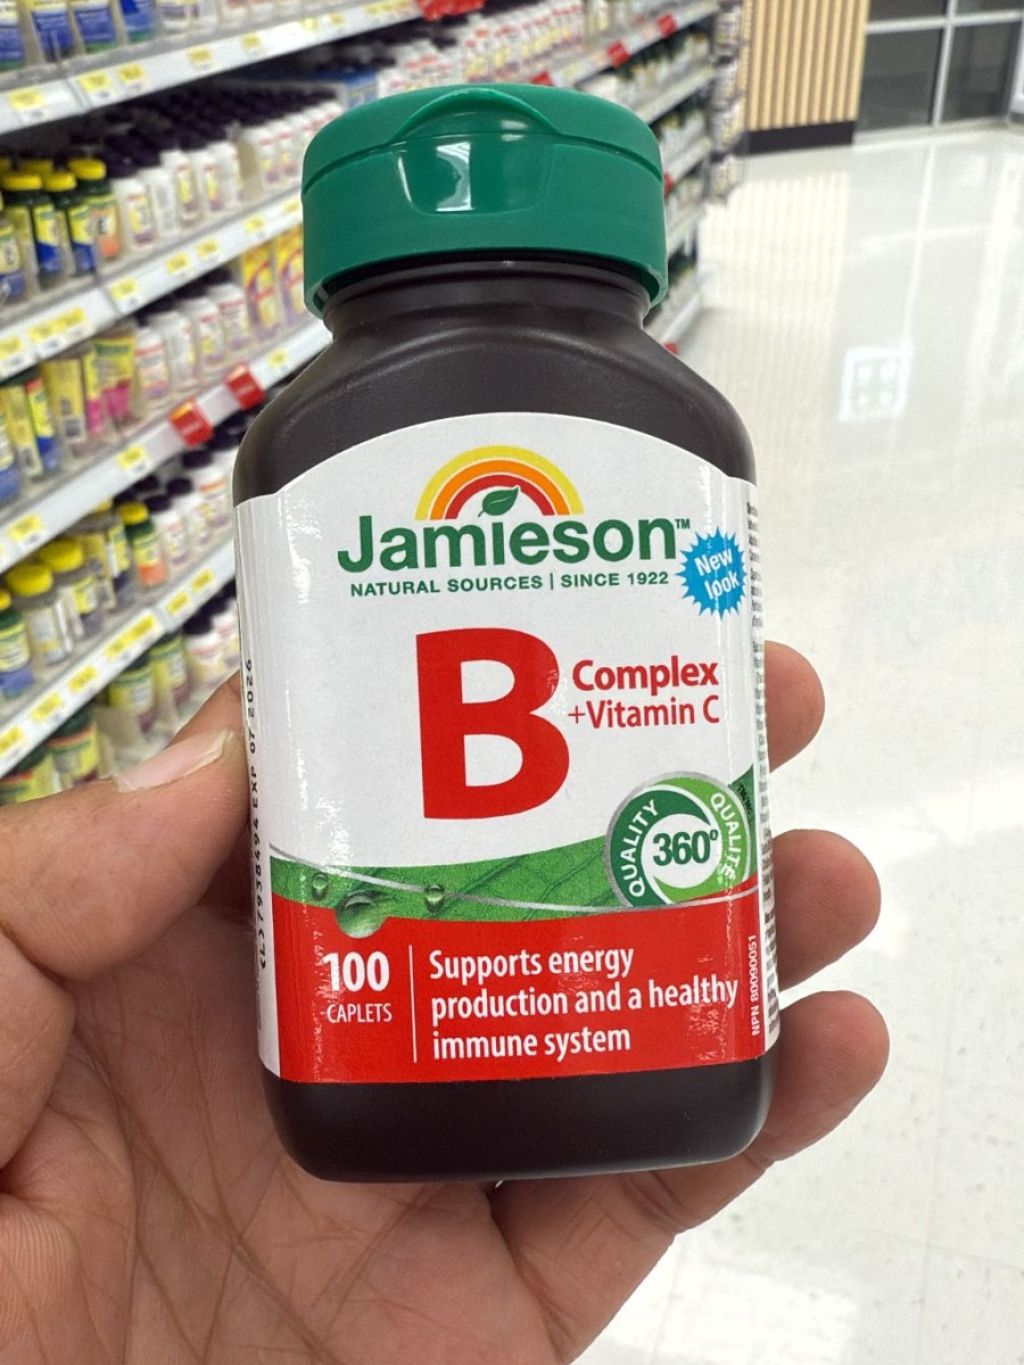 Jamieson™
NATURAL SOURCES | SINCE 1922
New
look
B
Complex
+Vitamin C
QUALITY
360°
QUALITÉ
100
CAPLETS
Supports energy
production and a healthy
immune system
NPN 80090051
(L) 7938494 EXP 07 2026